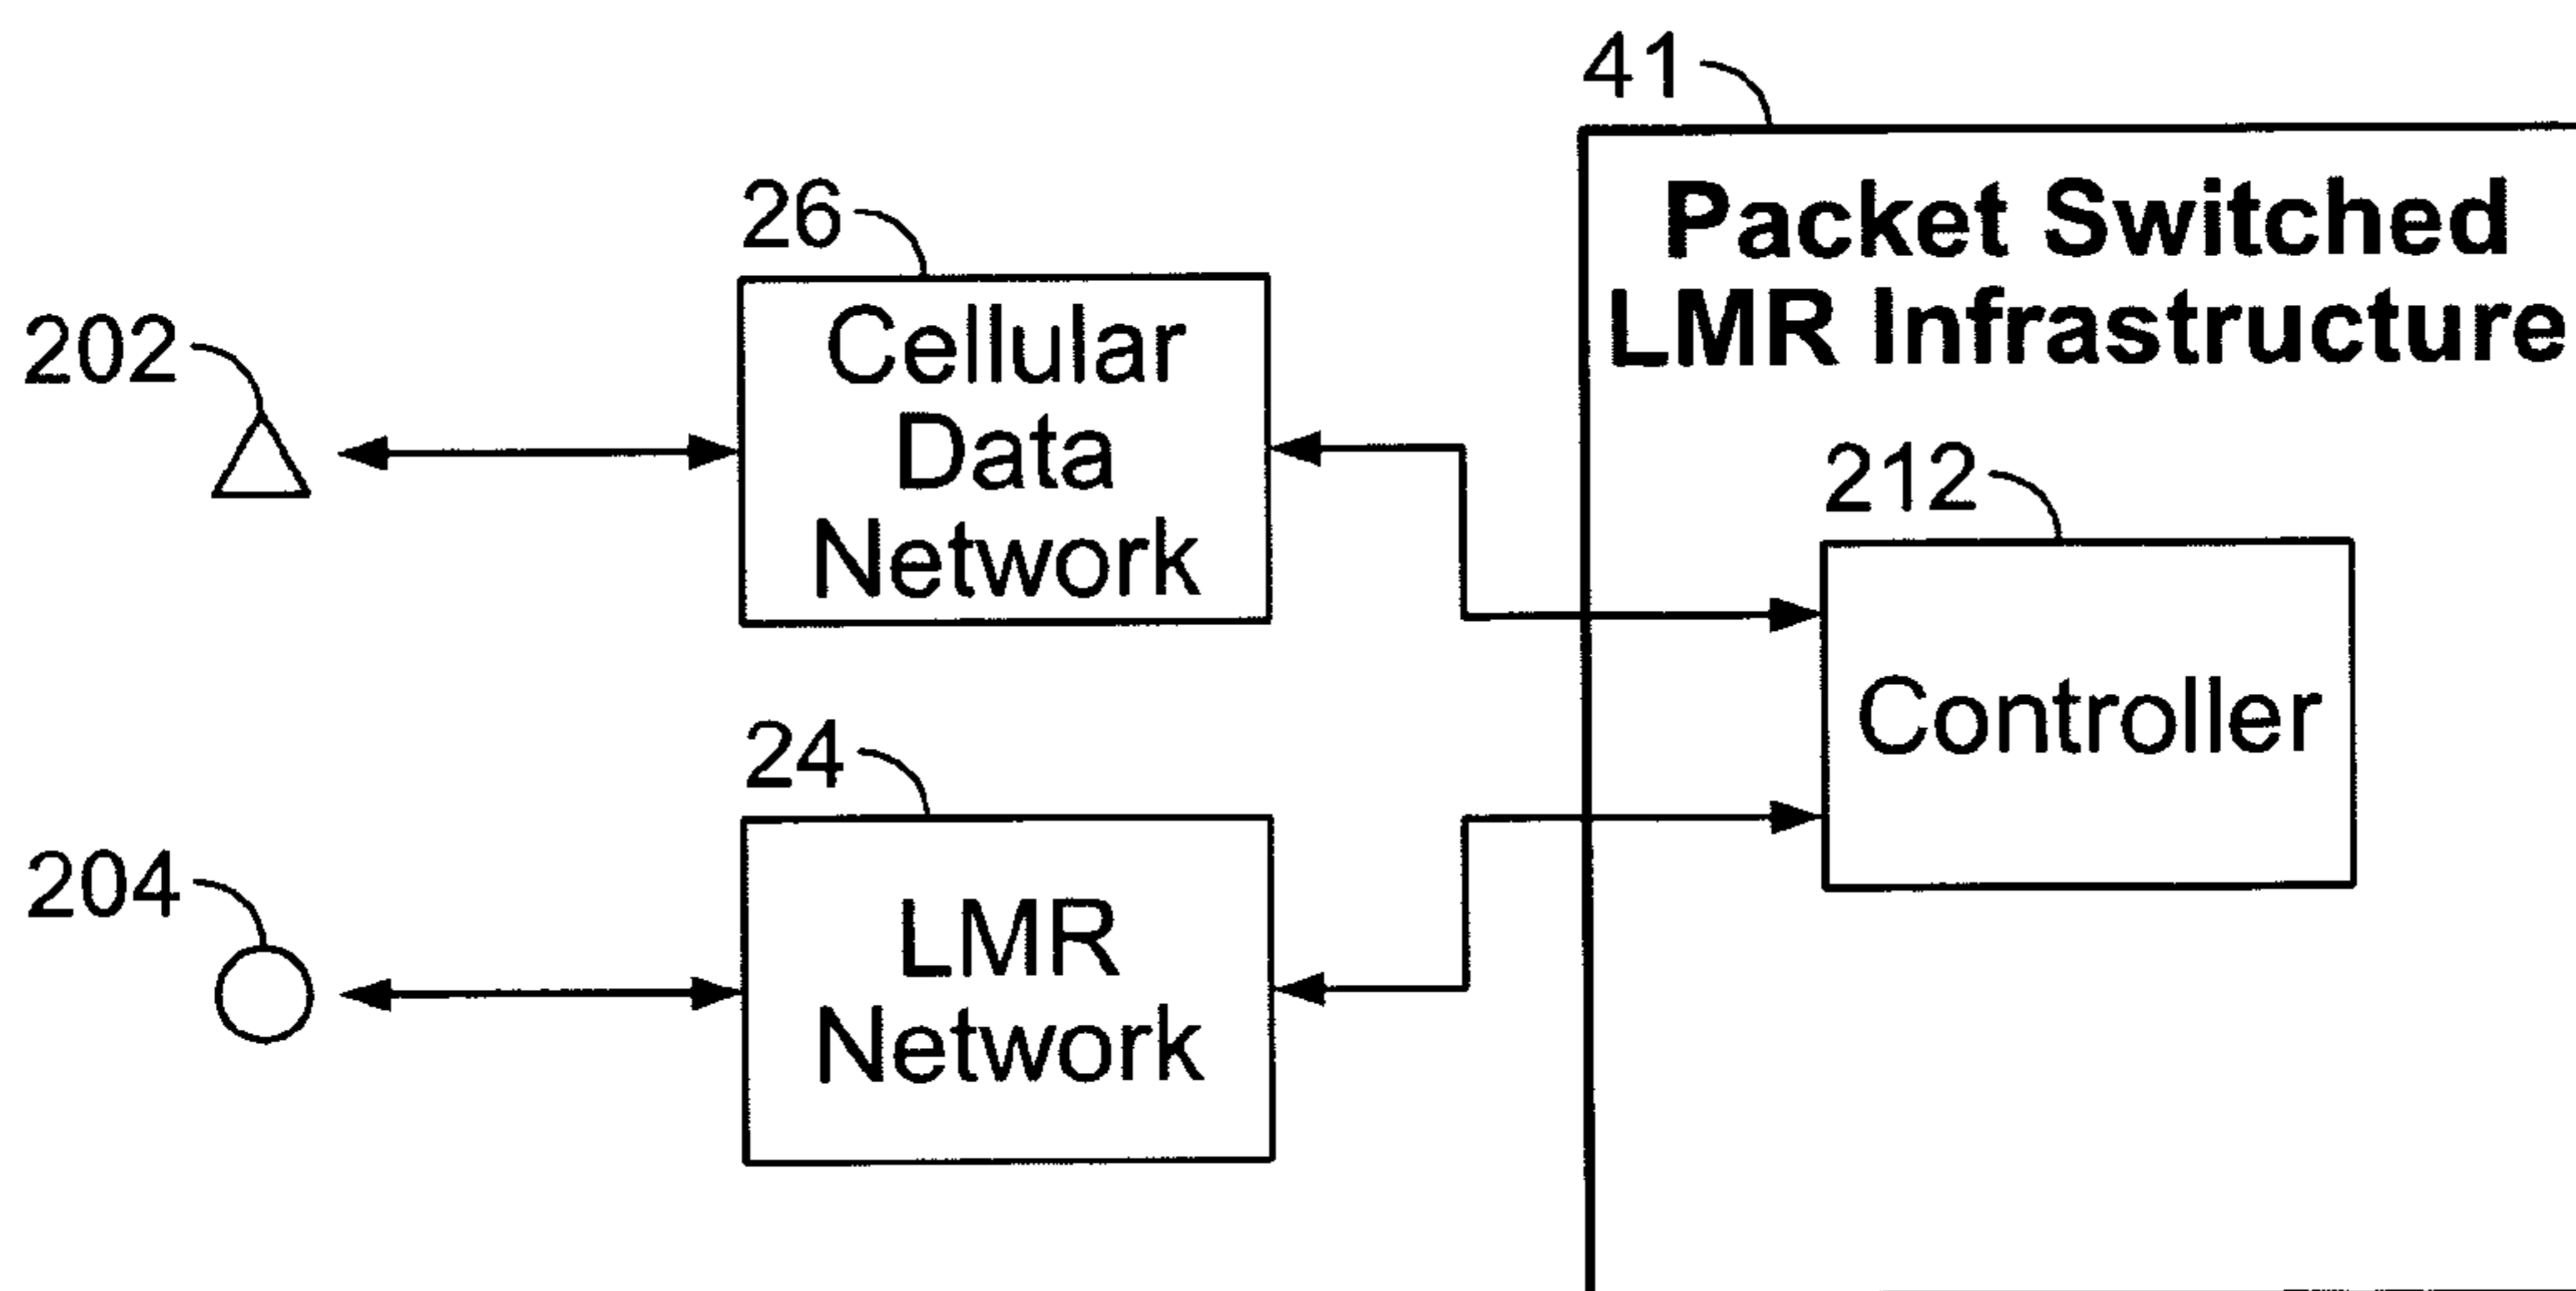 41
Packet Switched
LMR Infrastructure
26
Cellular
Data
Network
202
212
Controller
24
LMR
Network
204